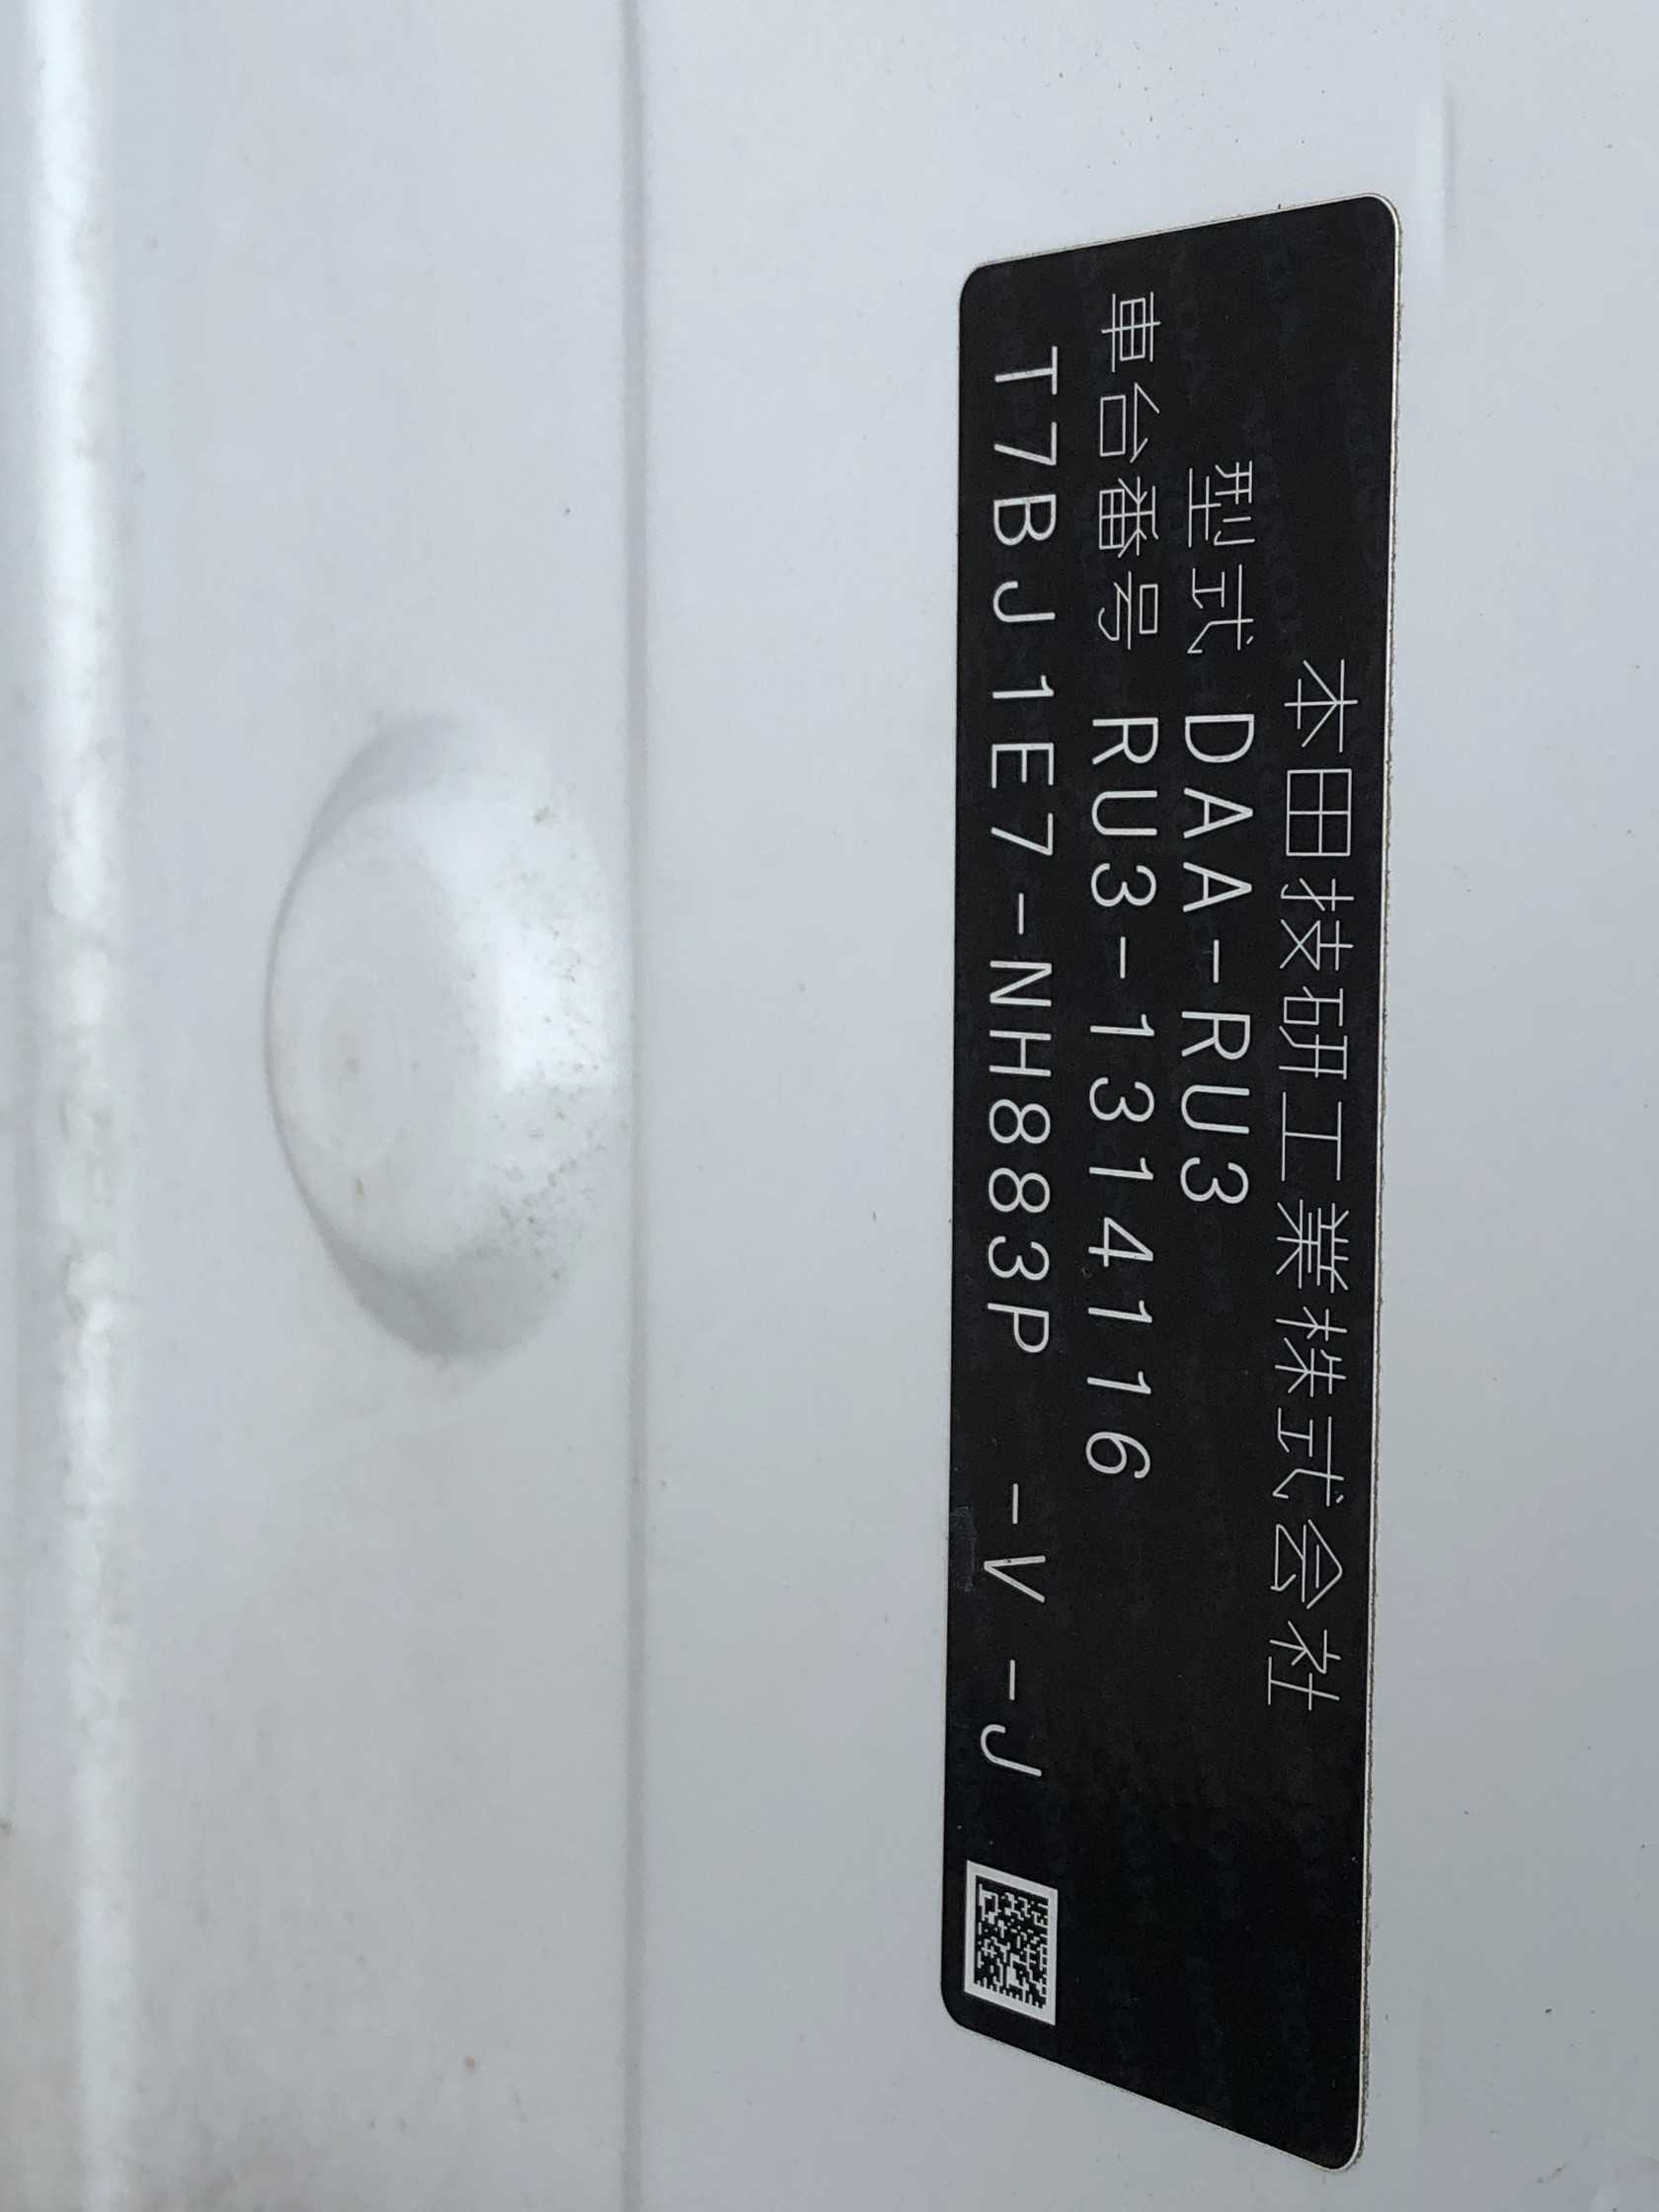 本田技研工業株式会社
型式 DAA-RU3
車台番号 RU3-1314116
T7BJ1E7-NH883P -V-J